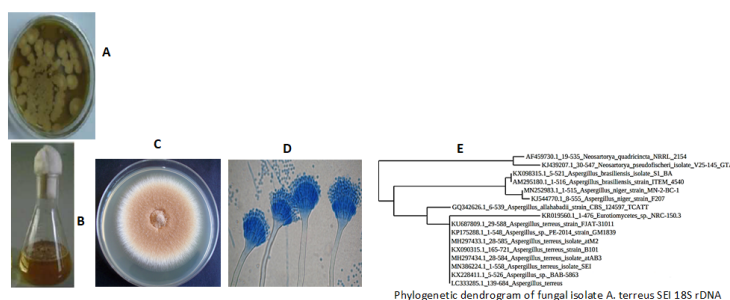 A
B
C
D
E
AF459730.1_19-535_Neosartorya_quadricincta_NRRL_2154
KJ439207.1_30-547_Neosartorya_pseudofischeri_isolate_V25-145_GTA
KX098315.1_5-521_Aspergillus_brasiliensis_isolate_S1_BA
AM295180.1_1-516_Aspergillus_brasiliensis_strain_ITEM_4540
MN252983.1_1-515_Aspergillus_niger_strain_MN-2-BC-1
KJ544770.1_8-555_Aspergillus_niger_strain_F207
GQ342626.1_6-539_Aspergillus_allahabadii_strain_CBS_124597_TCATT
KR019560.1_1-476_Eurotiomycetes_sp._NRC-150.3
KU687809.1_29-588_Aspergillus_terreus_strain_FJAT-31011
KP175288.1_1-548_Aspergillus_sp._PE-2014_strain_GM1839
MH297433.1_28-585_Aspergillus_terreus_isolate_atM2
KX090315.1_165-721_Aspergillus_terreus_strain_B101
MH297434.1_28-584_Aspergillus_terreus_isolate_atAB3
MN386224.1_1-558_Aspergillus_terreus_isolate_SEI
KX228411.1_5-526_Aspergillus_sp._BAB-5863
LC333285.1_139-684_Aspergillus_terreus
Phylogenetic dendrogram of fungal isolate A. terreus SEI 18S rDNA